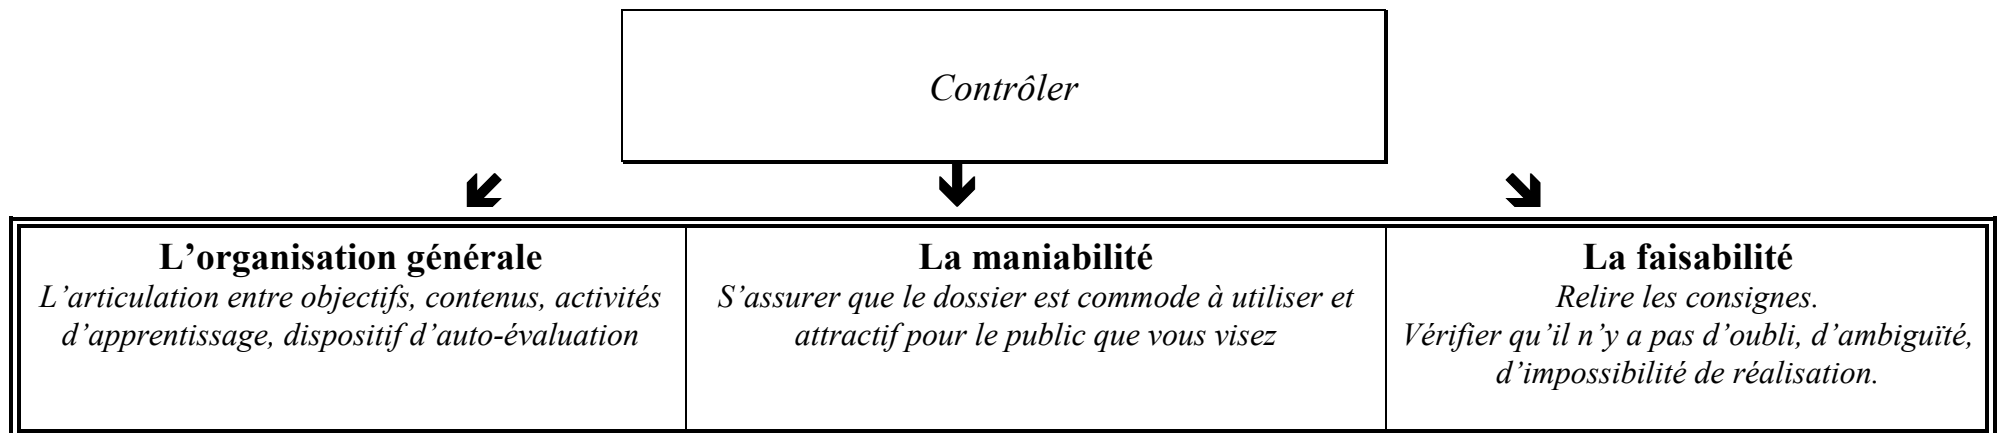 Contrôler
L’organisation générale
L’articulation entre objectifs, contenus, activités
d’apprentissage, dispositif d’auto-évaluation
La maniabilité
S’assurer que le dossier est commode à utiliser et
attractif pour le public que vous visez
La faisabilité
Relire les consignes.
Vérifier qu’il n’y a pas d’oubli, d’ambiguïté,
d’impossibilité de réalisation.